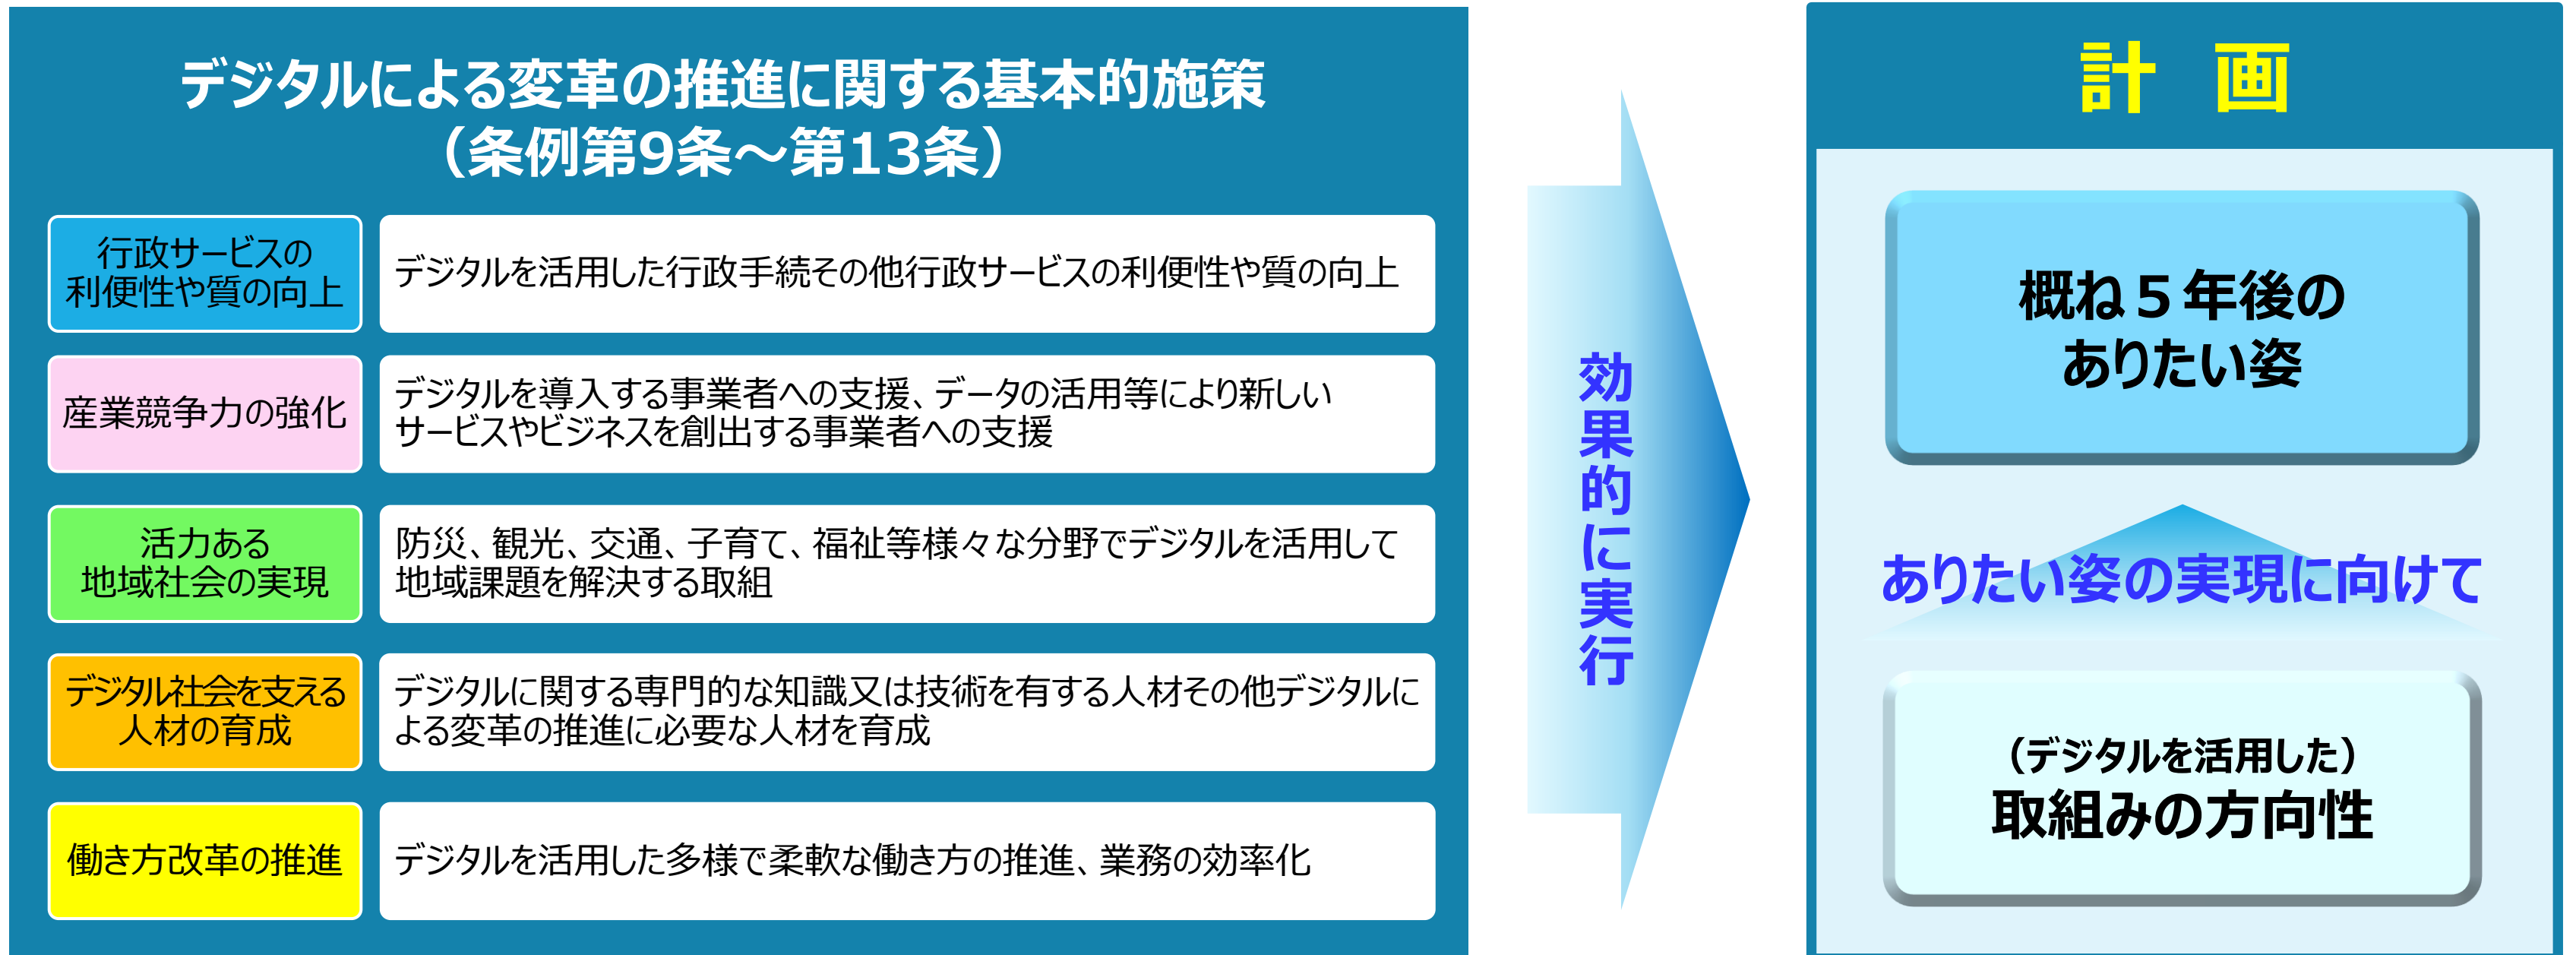 デジタルによる変革の推進に関する基本的施策
（条例第9条～第13条）
行政サービスの
利便性や質の向上
デジタルを活用した行政手続その他行政サービスの利便性や質の向上
産業競争力の強化
デジタルを導入する事業者への支援、データの活用等により新しい
サービスやビジネスを創出する事業者への支援
活力ある
地域社会の実現
防災、観光、交通、子育て、福祉等様々な分野でデジタルを活用して
地域課題を解決する取組
デジタル社会を支える
人材の育成
デジタルに関する専門的な知識又は技術を有する人材その他デジタルに
よる変革の推進に必要な人材を育成
働き方改革の推進
デジタルを活用した多様で柔軟な働き方の推進、業務の効率化
効果的に実行
計 画
概ね５年後の
ありたい姿
ありたい姿の実現に向けて
（デジタルを活用した）
取組みの方向性